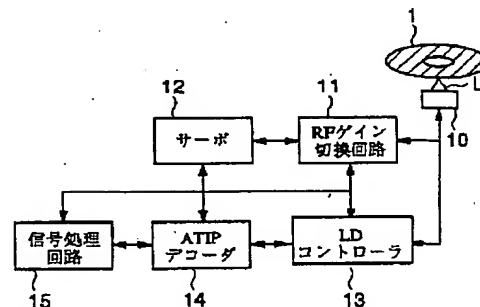 1
L
10
12
11
サーボ
RFゲイン
切換回路
信号処理
回路
ATIP
デコーダ
LD
コントローラ
15
14
13